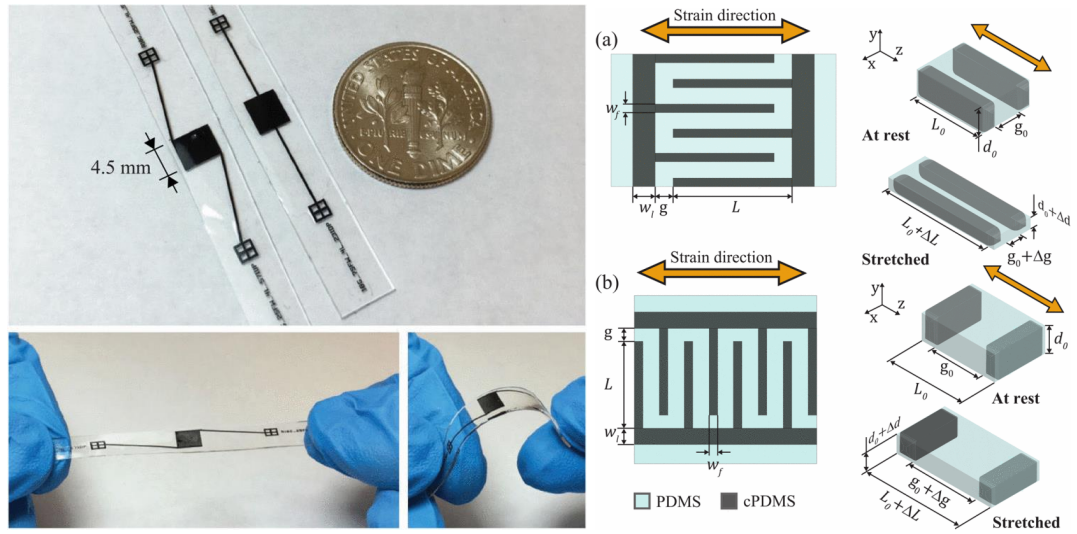 4.5 mm
UNITED STATES OF AMERICA
ONE DIME
(a)
Strain direction
w_f
w_l
g
L
y
z
x
At rest
L_0
g_0
d_0
d_0+Δd
L_0+ΔL
g_0+Δg
Stretched
(b)
Strain direction
g
L
w_l
w_f
PDMS
cPDMS
y
z
x
d_0
g_0
L_0
At rest
d_0+Δd
g_0+Δg
L_0+ΔL
Stretched